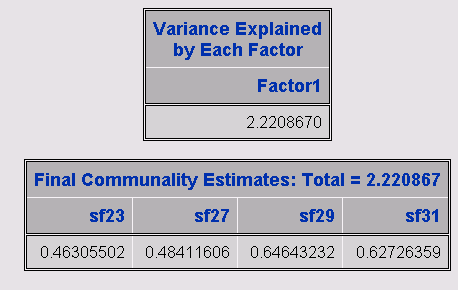 Variance Explained
by Each Factor
Factor1
2.2208670
Final Communality Estimates: Total = 2.220867
sf23 sf27 sf29 sf31
0.46305502 0.48411606 0.64643232 0.62726359